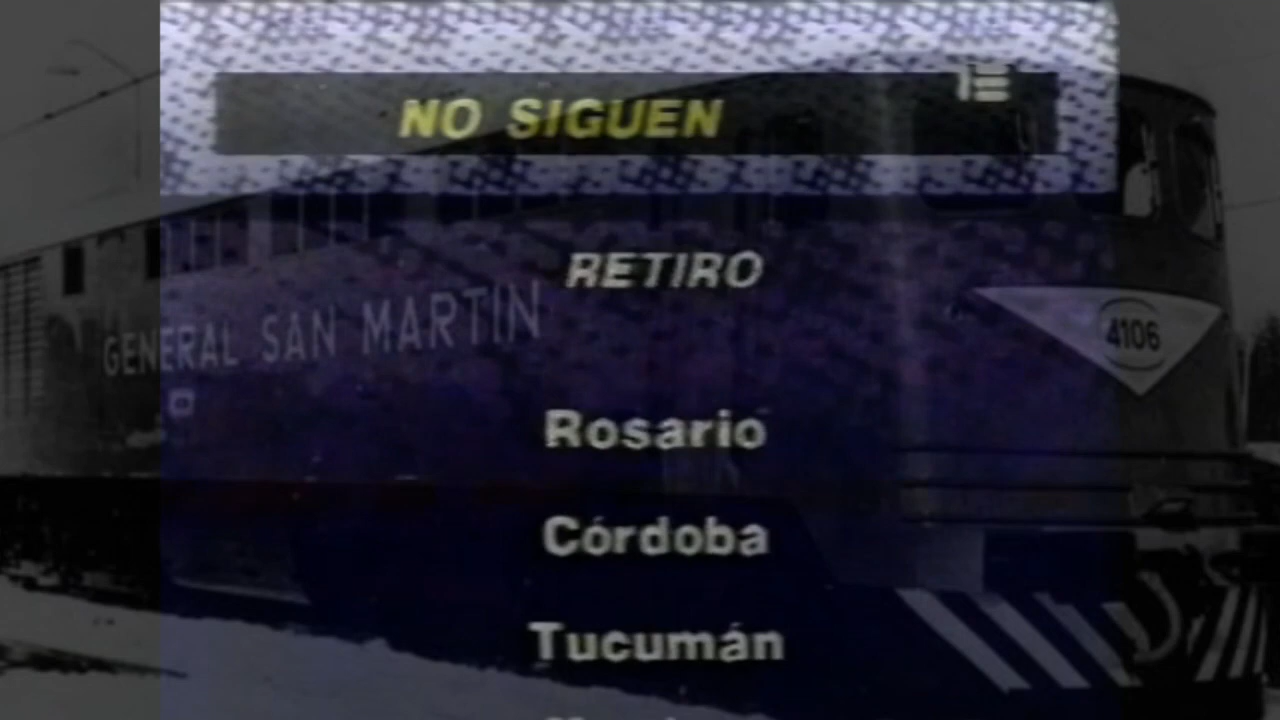 NO SIGUEN
RETIRO
GENERAL SAN MARTIN
4106
Rosario
Córdoba
Tucumán